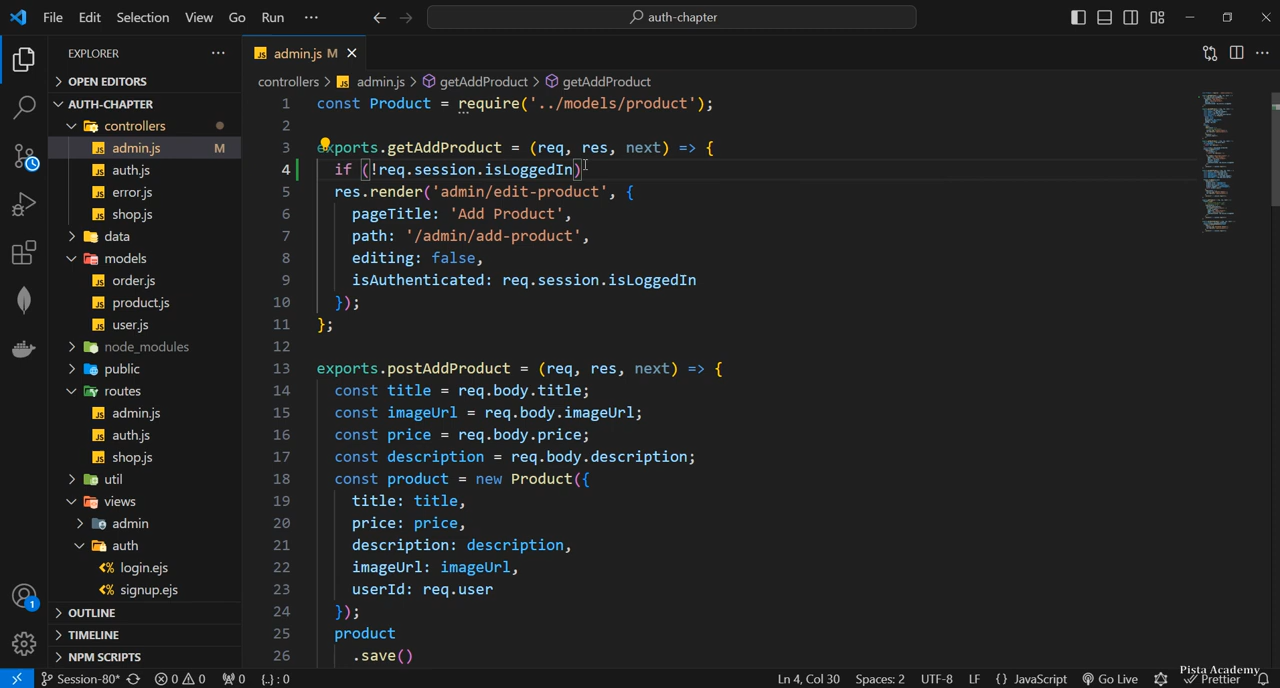 File Edit Selection View Go Run ··· auth-chapter
EXPLORER ···
OPEN EDITORS
AUTH-CHAPTER
controllers
admin.js M
auth.js
error.js
shop.js
data
models
order.js
product.js
user.js
node_modules
public
routes
admin.js
auth.js
shop.js
util
views
admin
auth
login.ejs
signup.ejs
OUTLINE
TIMELINE
NPM SCRIPTS
admin.js M
controllers > admin.js > getAddProduct > getAddProduct
1 const Product = require('../models/product');
2
3 exports.getAddProduct = (req, res, next) => {
4 if (!req.session.isLoggedIn)
5 res.render('admin/edit-product', {
6 pageTitle: 'Add Product',
7 path: '/admin/add-product',
8 editing: false,
9 isAuthenticated: req.session.isLoggedIn
10 });
11 };
12
13 exports.postAddProduct = (req, res, next) => {
14 const title = req.body.title;
15 const imageUrl = req.body.imageUrl;
16 const price = req.body.price;
17 const description = req.body.description;
18 const product = new Product({
19 title: title,
20 price: price,
21 description: description,
22 imageUrl: imageUrl,
23 userId: req.user
24 });
25 product
26 .save()
Pista Academy
1
Session-80* 0 0 0 {..} : 0 Ln 4, Col 30 Spaces: 2 UTF-8 LF {} JavaScript Go Live Prettier